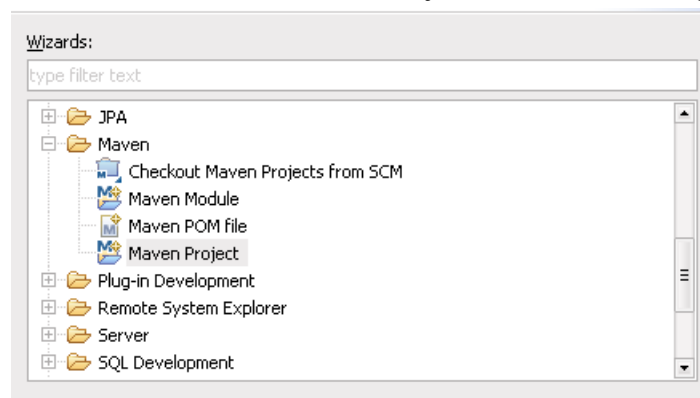 Wizards:
type filter text
JPA
Maven
Checkout Maven Projects from SCM
Maven Module
Maven POM file
Maven Project
Plug-in Development
Remote System Explorer
Server
SQL Development